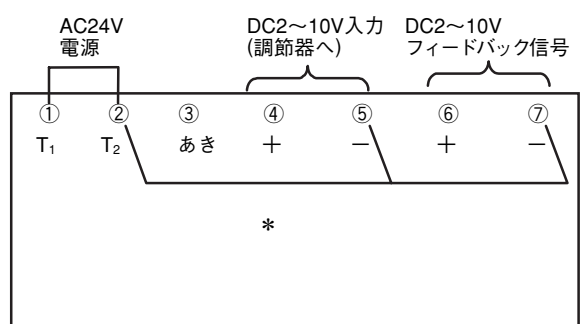 AC24V
電源
DC2～10V入力
(調節器へ)
DC2～10V
フィードバック信号
① ② ③ ④ ⑤ ⑥ ⑦
T₁ T₂ あき ＋ － ＋ －
＊